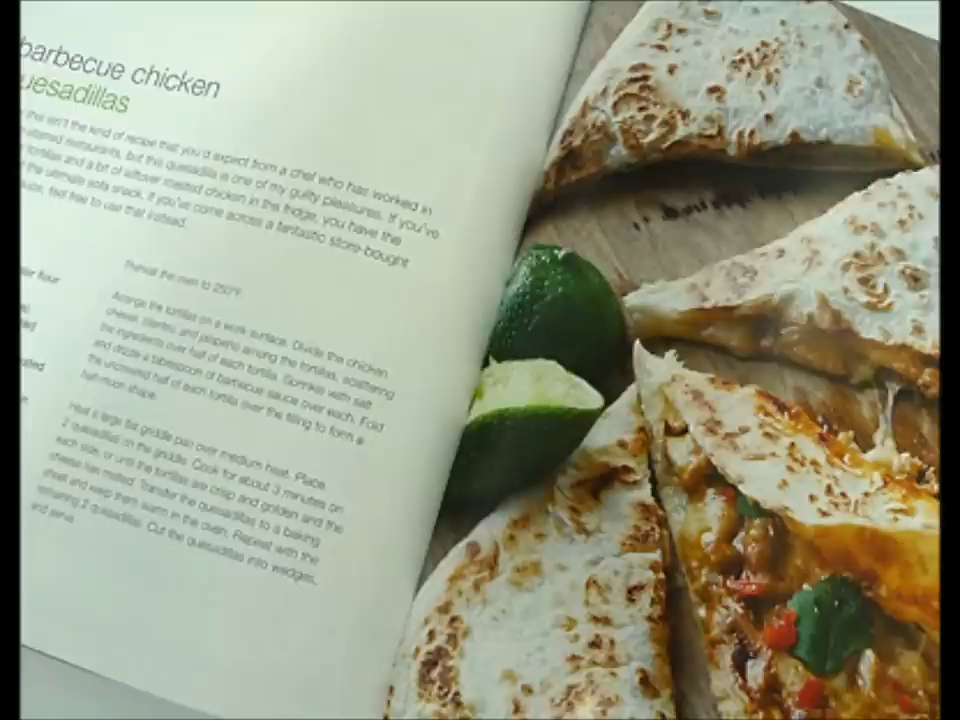 barbecue chicken
uesadillas
this isn't the kind of recipe that you'd expect from a chef who has worked in
-starred restaurants, but this quesadilla is one of my guilty pleasures. If you've
tortillas and a bit of leftover roasted chicken in the fridge, you have the
the ultimate sofa snack. If you've come across a fantastic store-bought
feel free to use that instead.
flour
Preheat the oven to 250°F.
Arrange the tortillas on a work surface. Divide the chicken,
cheese, cilantro, and jalapeño among the tortillas, scattering
the ingredients over half of each tortilla. Sprinkle with salt
and drizzle a tablespoon of barbecue sauce over each. Fold
the uncovered half of each tortilla over the filling to form a
half-moon shape.
Heat a large flat griddle pan over medium heat. Place
2 quesadillas on the griddle. Cook for about 3 minutes on
each side, or until the tortillas are crisp and golden and the
cheese has melted. Transfer the quesadillas to a baking
sheet and keep them warm in the oven. Repeat with the
remaining 2 quesadillas. Cut the quesadillas into wedges,
and serve.